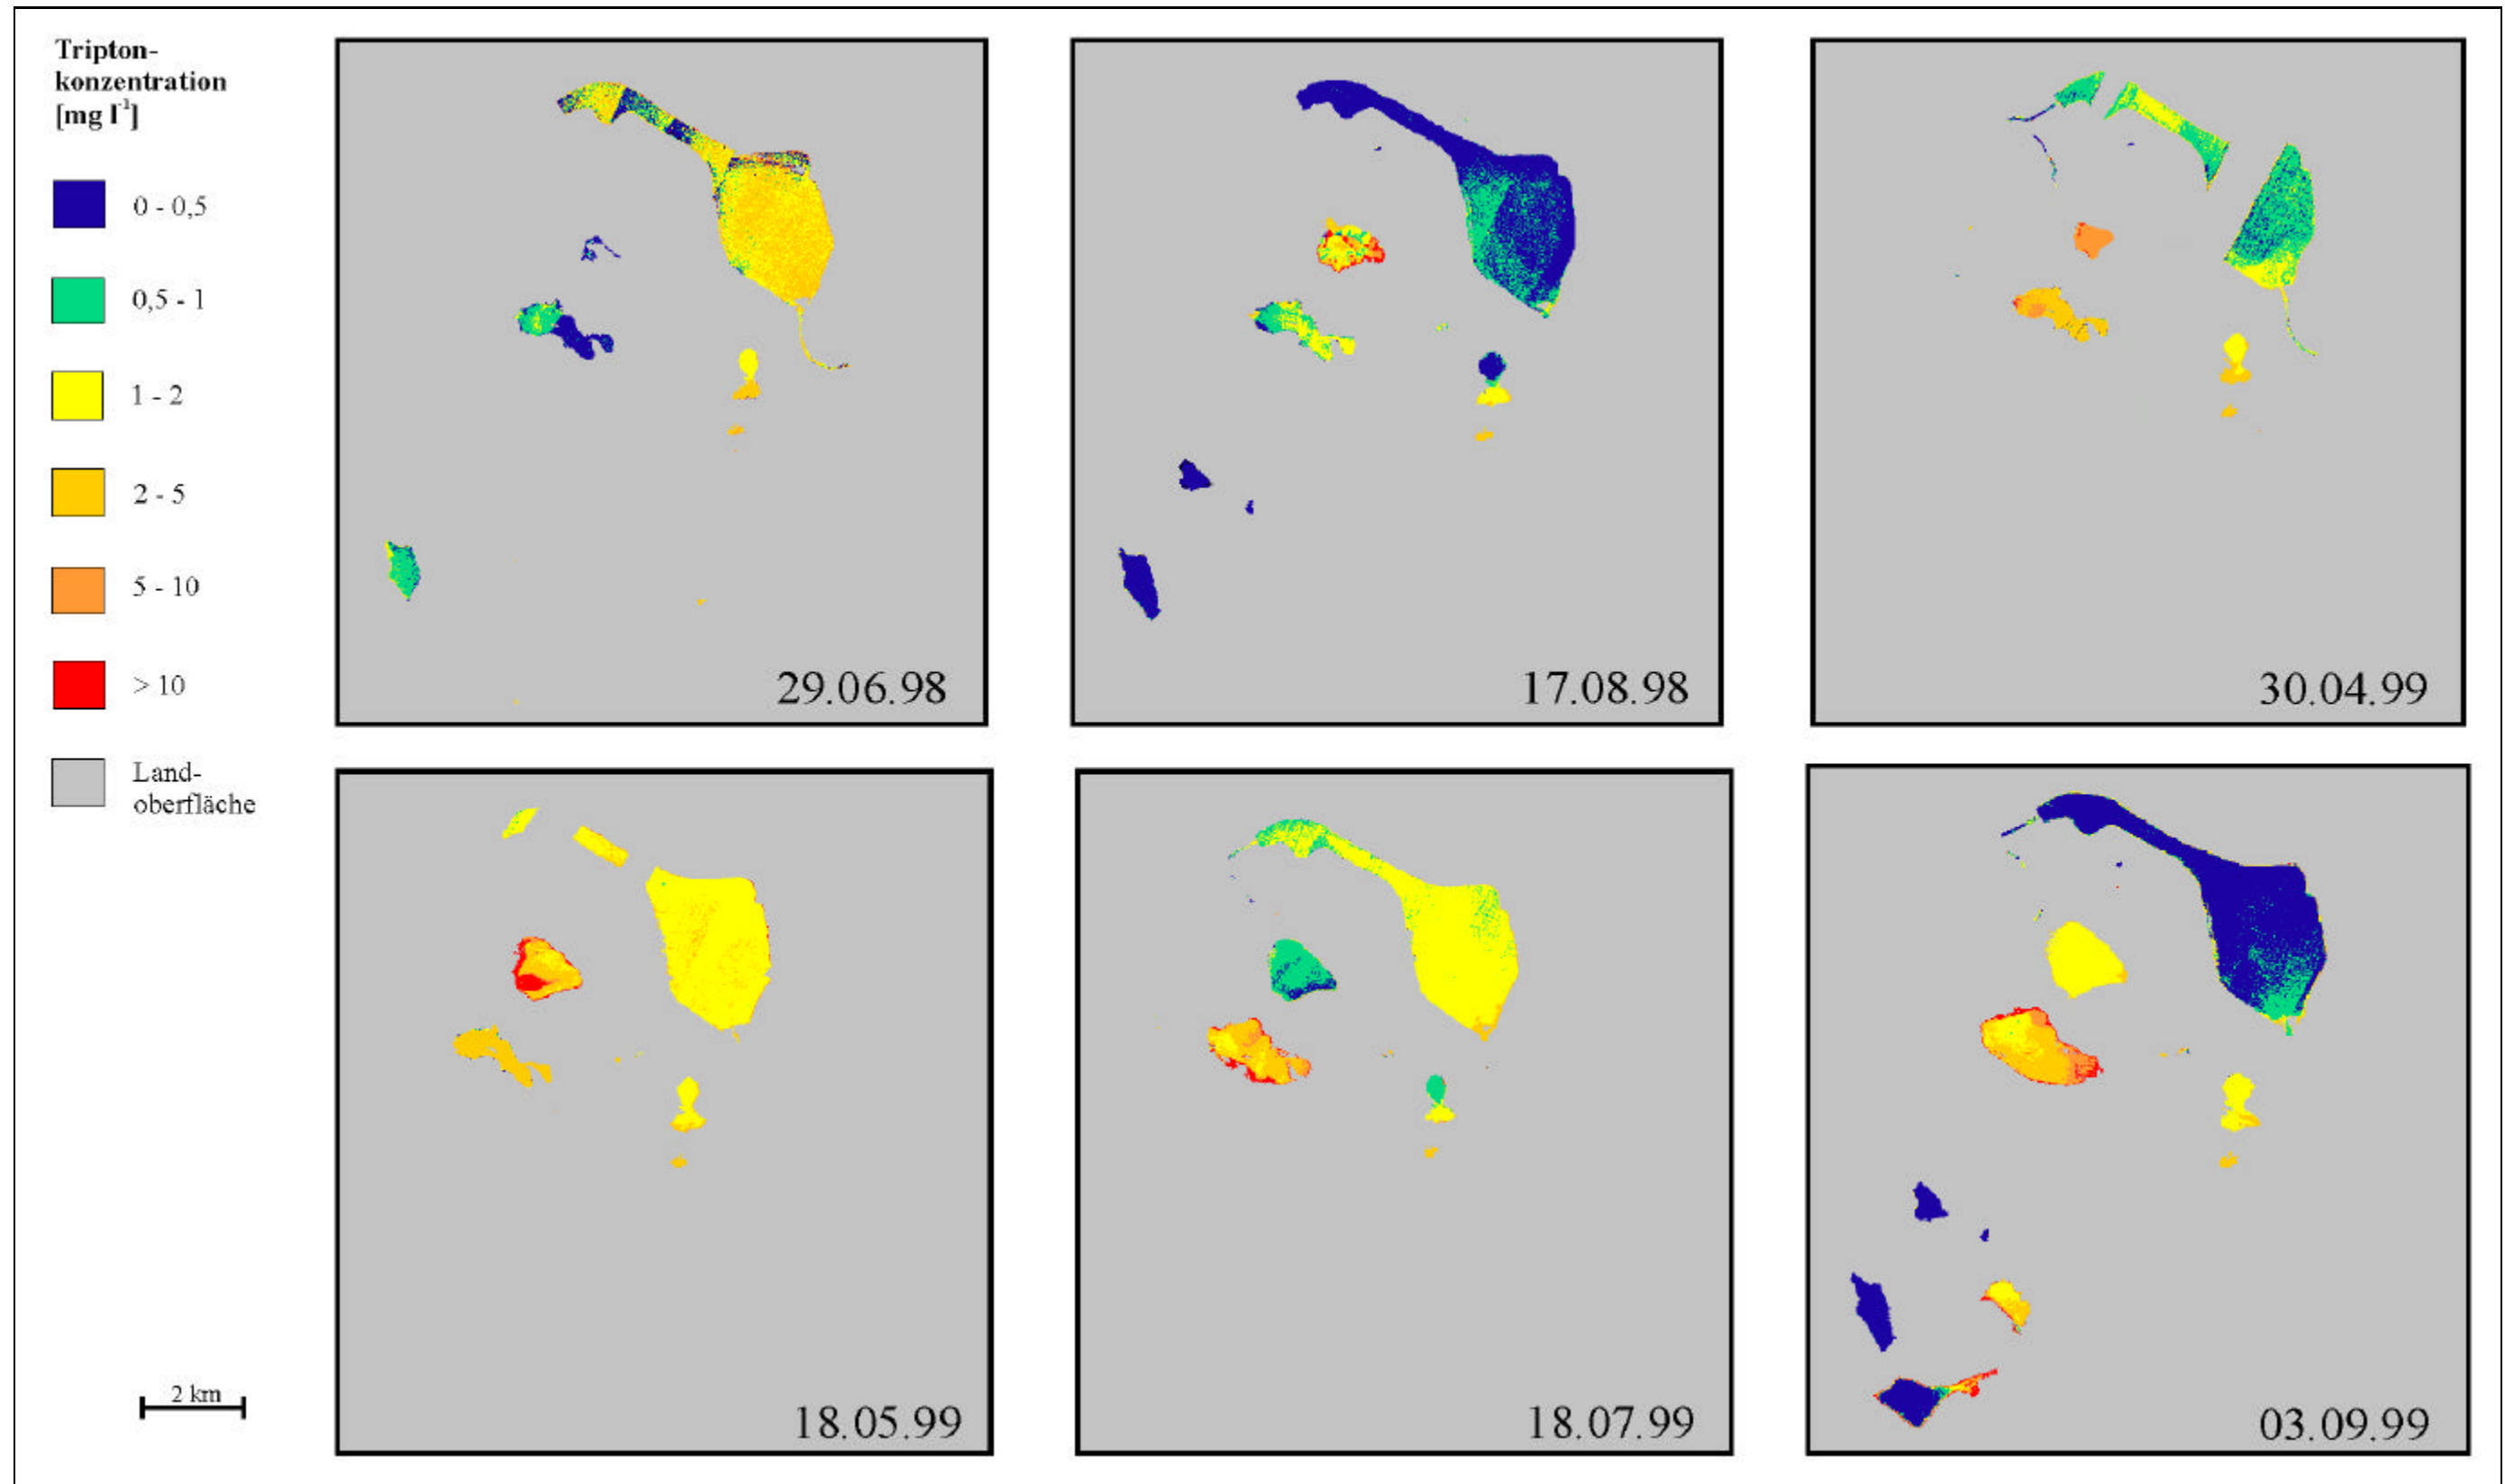 Tripton-
konzentration
[mg l⁻¹]
0 - 0,5
0,5 - 1
1 - 2
2 - 5
5 - 10
> 10
Land-
oberfläche
2 km
29.06.98
17.08.98
30.04.99
18.05.99
18.07.99
03.09.99